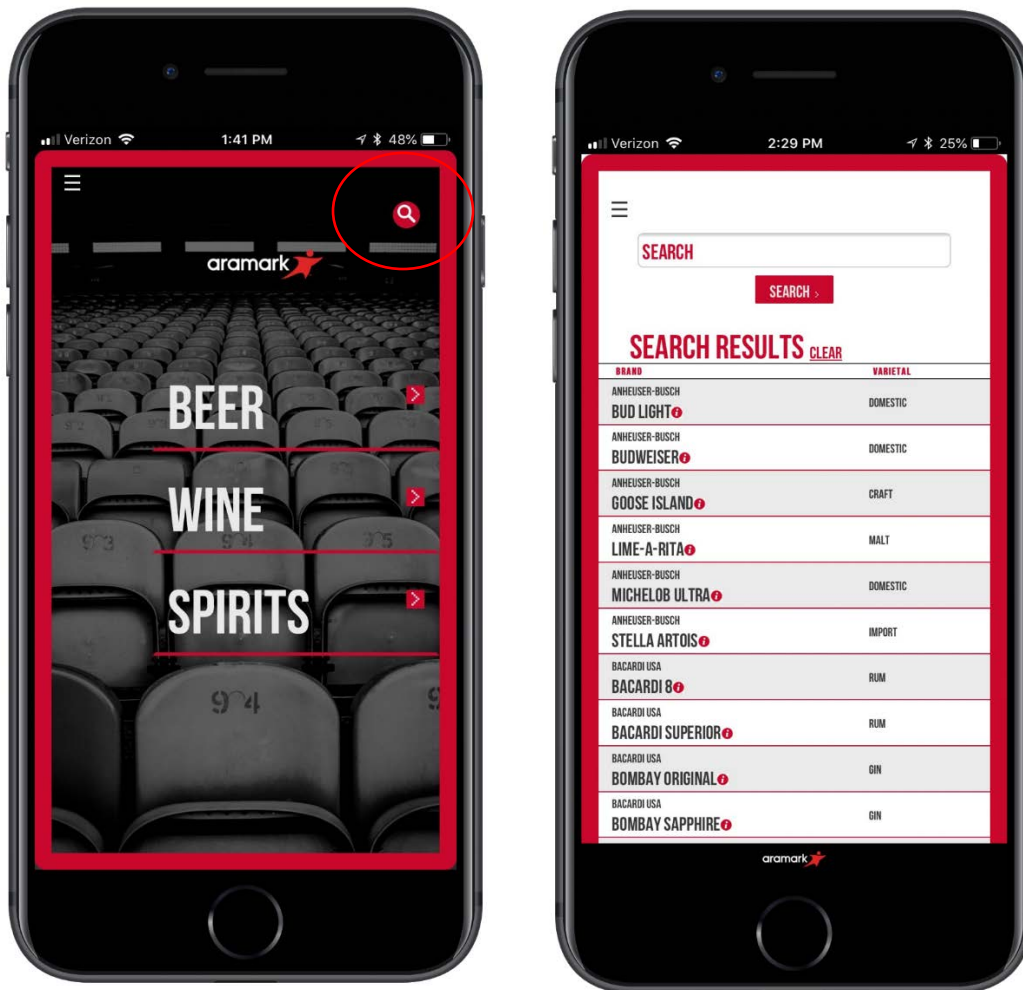 Verizon 1:41 PM 48%
aramark
BEER
WINE
SPIRITS
904
Verizon 2:29 PM 25%
SEARCH
SEARCH >
SEARCH RESULTS CLEAR
BRAND VARIETAL
ANHEUSER-BUSCH
BUD LIGHT i DOMESTIC
ANHEUSER-BUSCH
BUDWEISER i DOMESTIC
ANHEUSER-BUSCH
GOOSE ISLAND i CRAFT
ANHEUSER-BUSCH
LIME-A-RITA i MALT
ANHEUSER-BUSCH
MICHELOB ULTRA i DOMESTIC
ANHEUSER-BUSCH
STELLA ARTOIS i IMPORT
BACARDI USA
BACARDI 8 i RUM
BACARDI USA
BACARDI SUPERIOR i RUM
BACARDI USA
BOMBAY ORIGINAL i GIN
BACARDI USA
BOMBAY SAPPHIRE i GIN
aramark